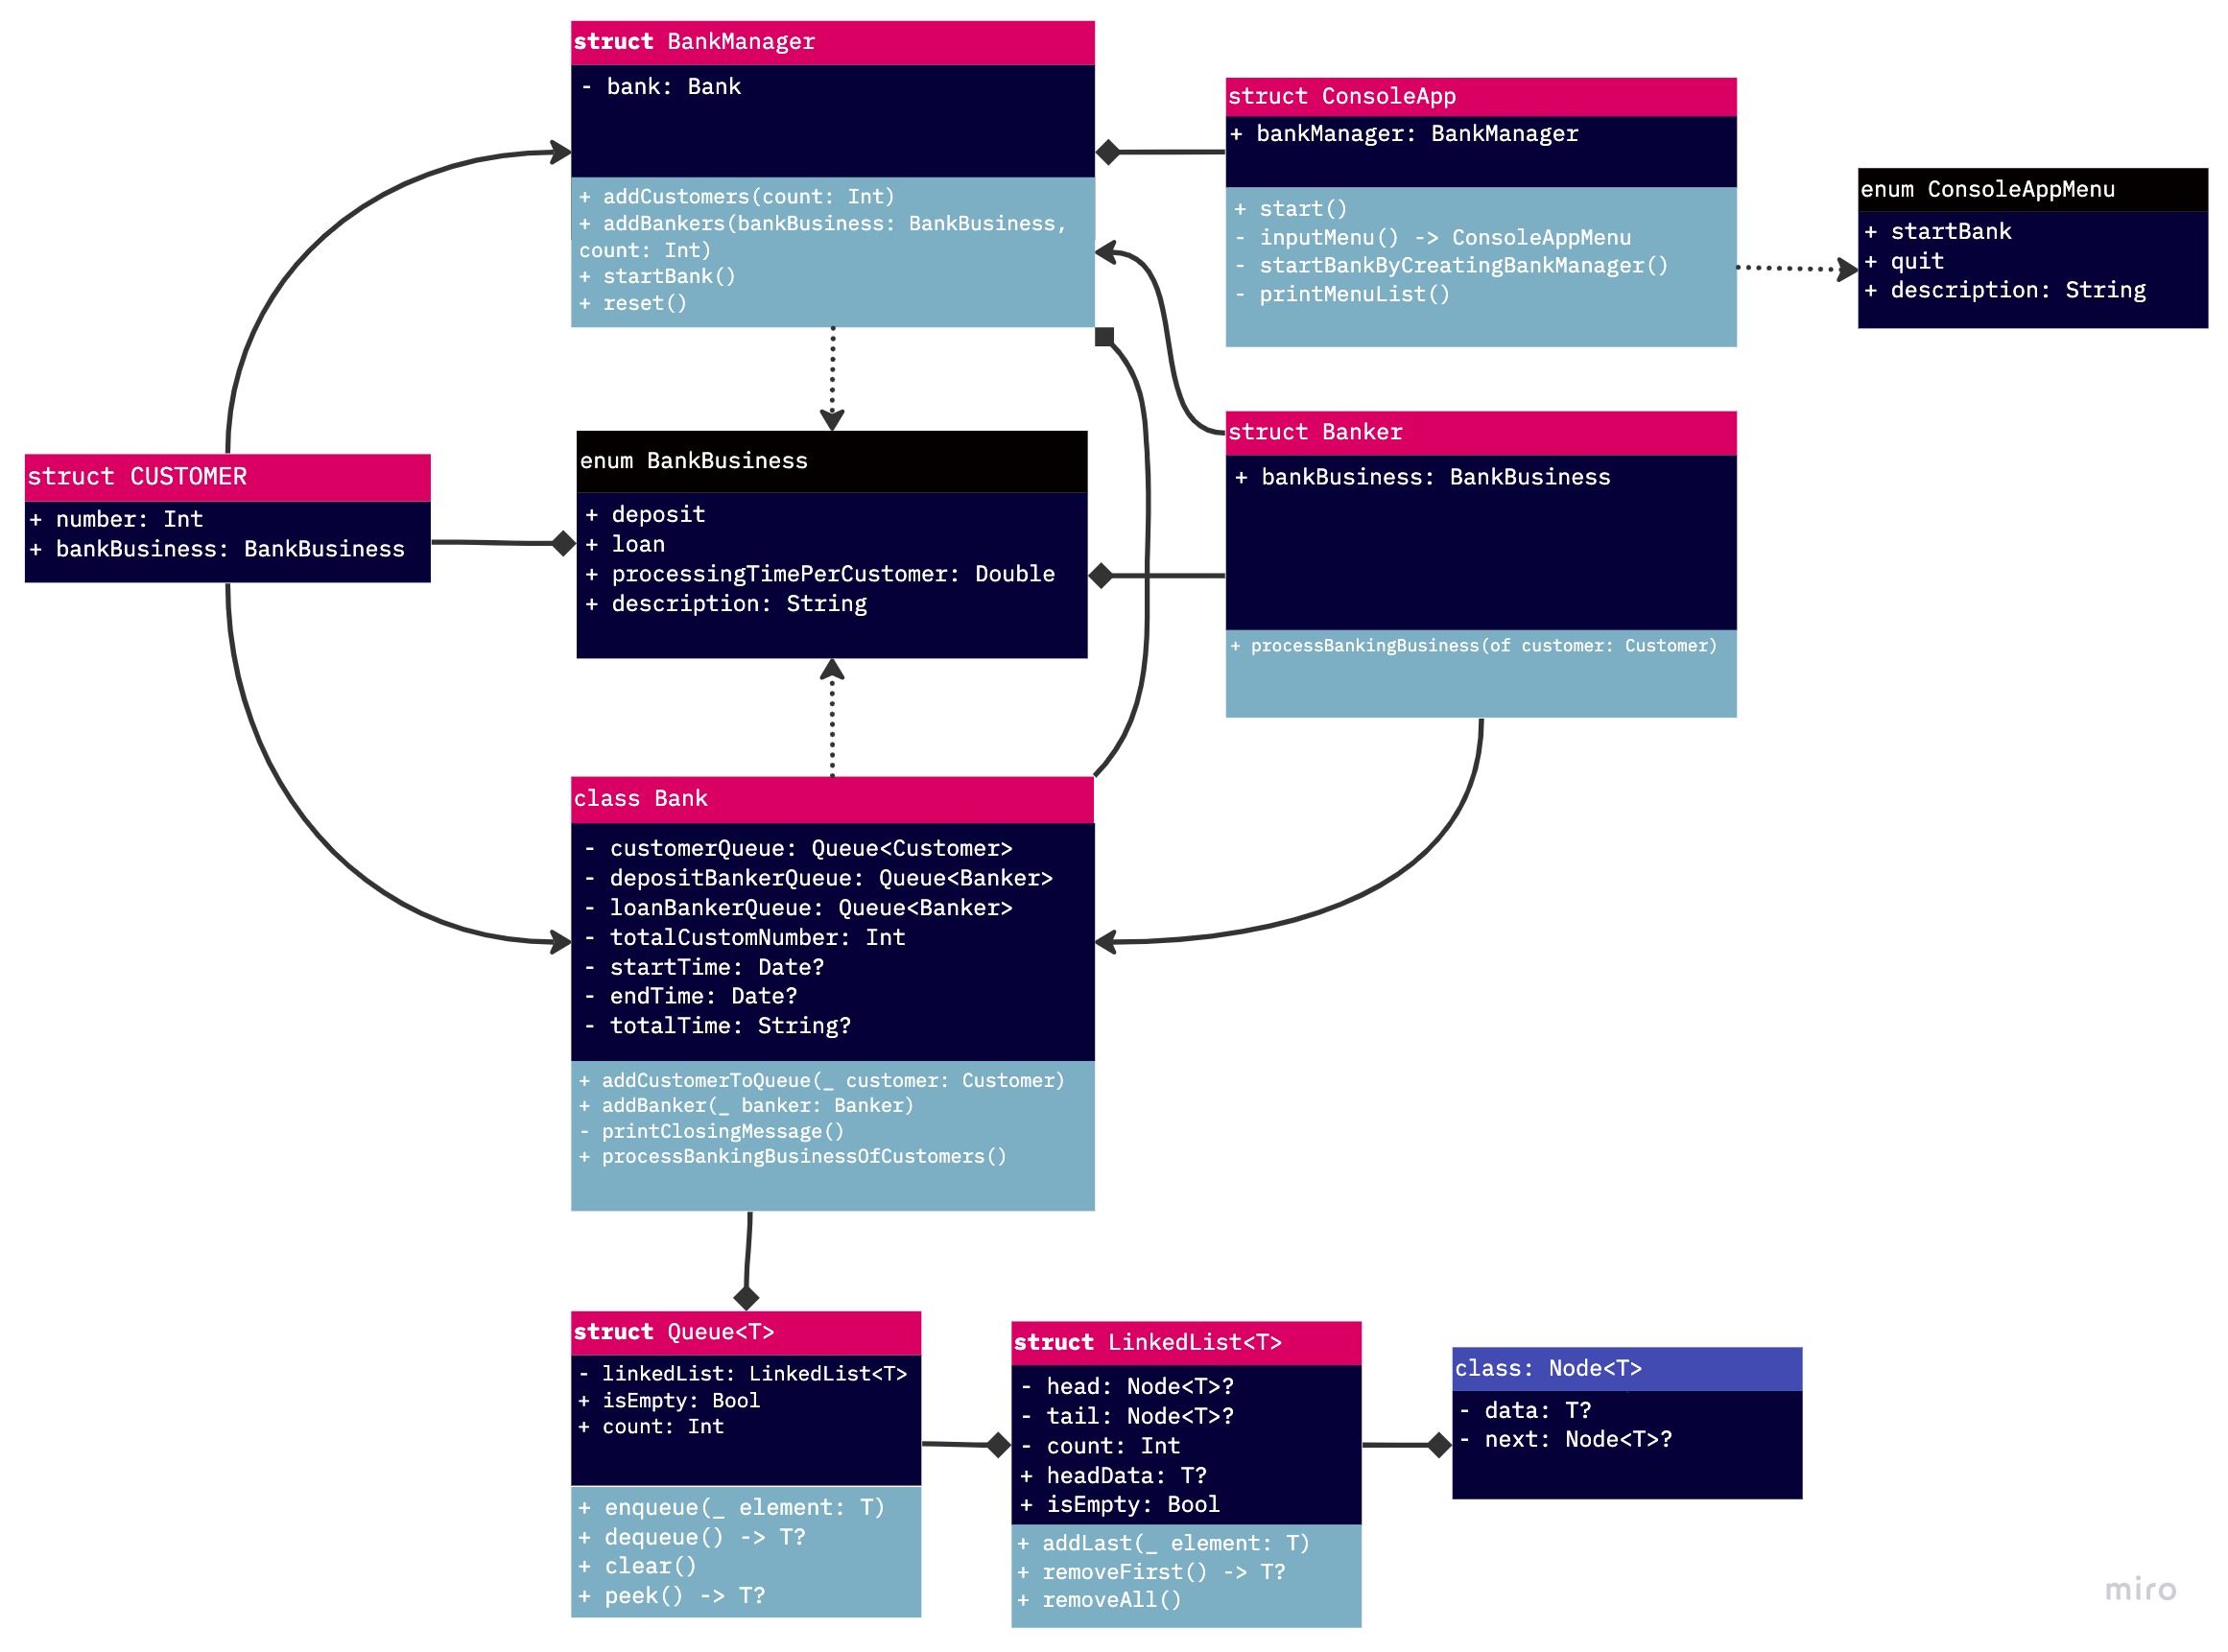 struct BankManager
- bank: Bank
+ addCustomers(count: Int)
+ addBankers(bankBusiness: BankBusiness,
count: Int)
+ startBank()
+ reset()
struct ConsoleApp
+ bankManager: BankManager
+ start()
- inputMenu() -> ConsoleAppMenu
- startBankByCreatingBankManager()
- printMenuList()
enum ConsoleAppMenu
+ startBank
+ quit
+ description: String
struct CUSTOMER
+ number: Int
+ bankBusiness: BankBusiness
enum BankBusiness
+ deposit
+ loan
+ processingTimePerCustomer: Double
+ description: String
struct Banker
+ bankBusiness: BankBusiness
+ processBankingBusiness(of customer: Customer)
class Bank
- customerQueue: Queue<Customer>
- depositBankerQueue: Queue<Banker>
- loanBankerQueue: Queue<Banker>
- totalCustomNumber: Int
- startTime: Date?
- endTime: Date?
- totalTime: String?
+ addCustomerToQueue(_ customer: Customer)
+ addBanker(_ banker: Banker)
- printClosingMessage()
+ processBankingBusinessOfCustomers()
struct Queue<T>
- linkedList: LinkedList<T>
+ isEmpty: Bool
+ count: Int
+ enqueue(_ element: T)
+ dequeue() -> T?
+ clear()
+ peek() -> T?
struct LinkedList<T>
- head: Node<T>?
- tail: Node<T>?
- count: Int
+ headData: T?
+ isEmpty: Bool
+ addLast(_ element: T)
+ removeFirst() -> T?
+ removeAll()
class: Node<T>
- data: T?
- next: Node<T>?
miro